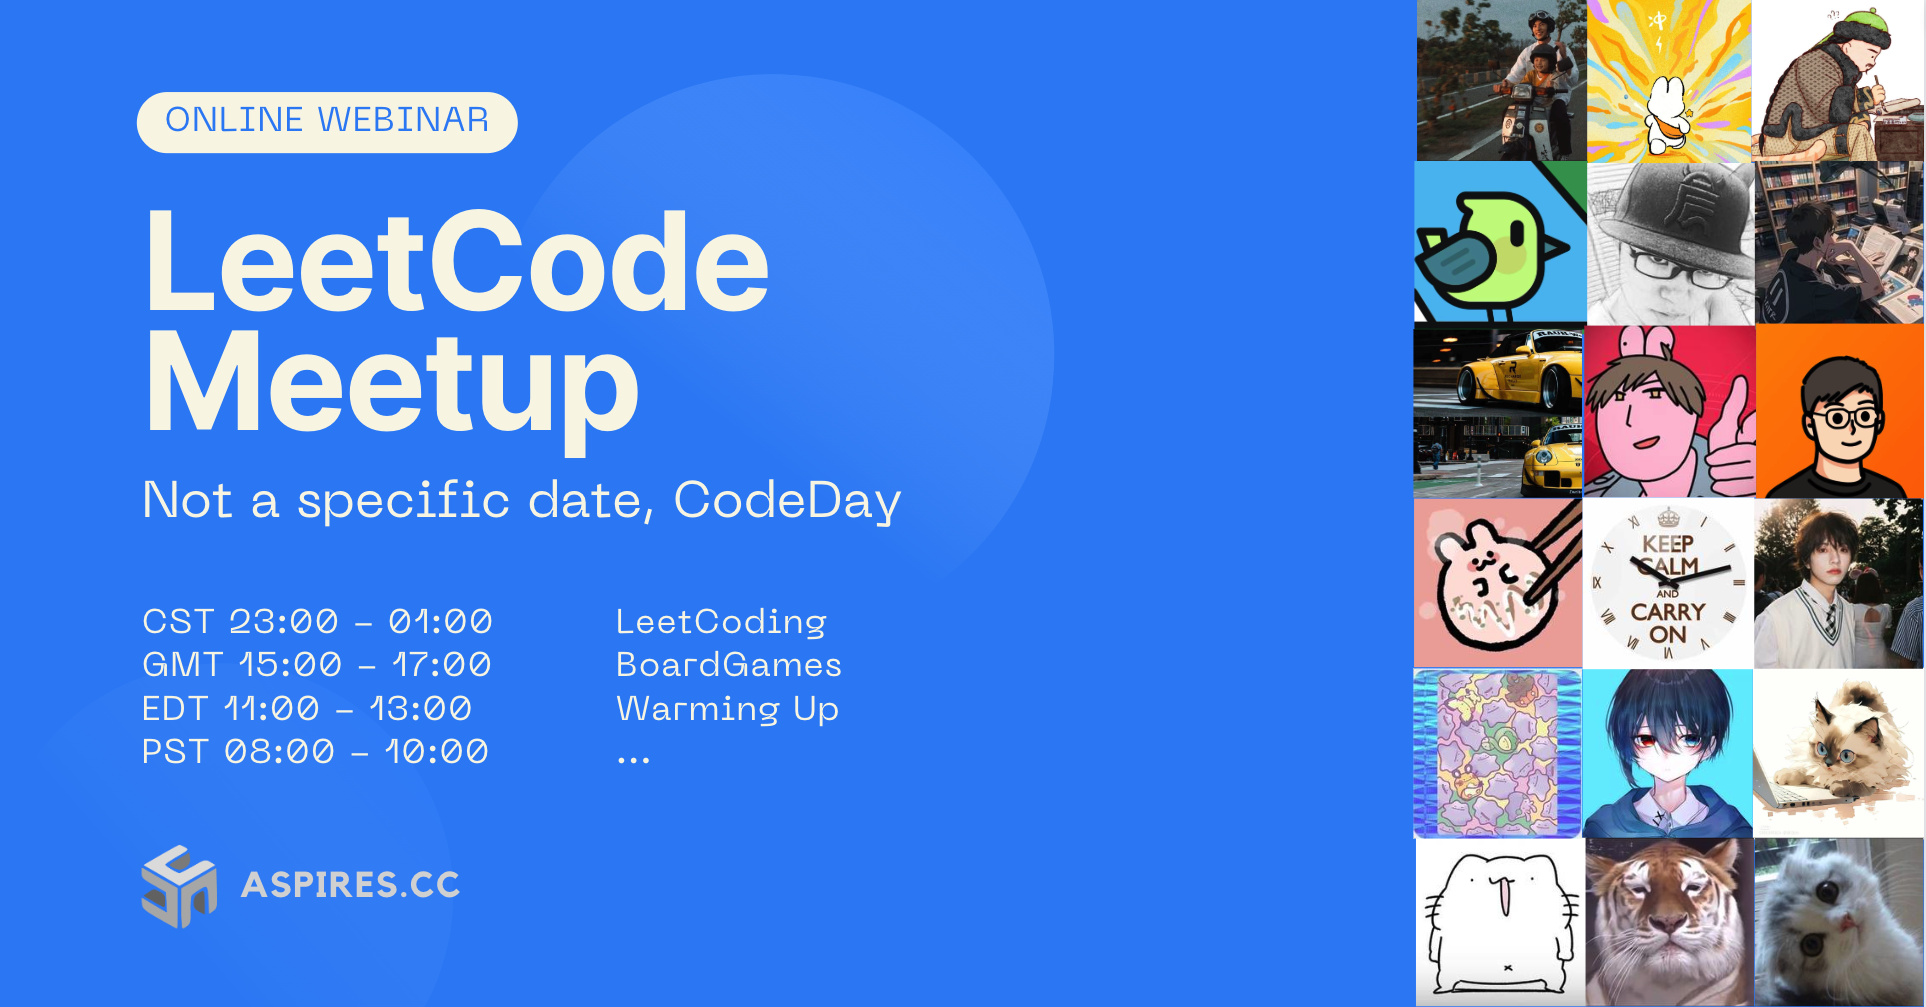 ONLINE WEBINAR
LeetCode
Meetup
Not a specific date, CodeDay
CST 23:00 - 01:00
GMT 15:00 - 17:00
EDT 11:00 - 13:00
PST 08:00 - 10:00
LeetCoding
BoardGames
Warming Up
...
ASPIRES.CC
冲
KEEP
CALM
AND
CARRY
ON